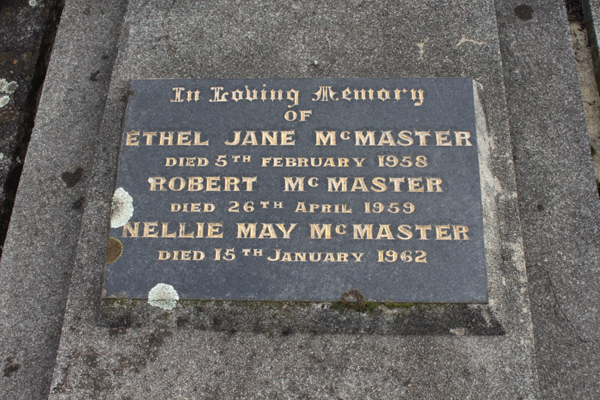 In Loving Memory
OF
ETHEL JANE McMASTER
DIED 5TH FEBRUARY 1958
ROBERT McMASTER
DIED 26TH APRIL 1959
NELLIE MAY McMASTER
DIED 15TH JANUARY 1962